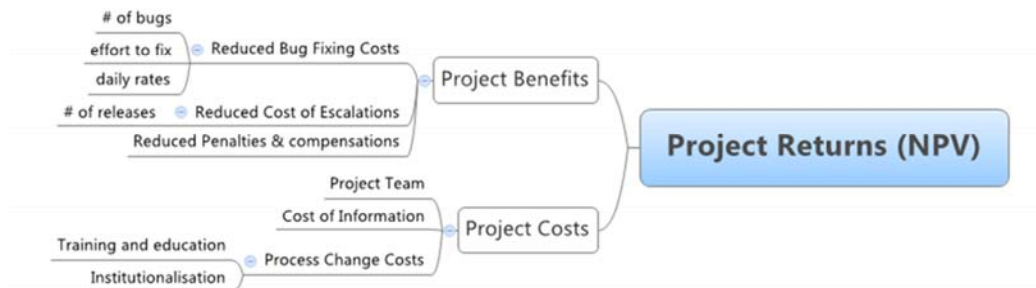 # of bugs
effort to fix
daily rates
Reduced Bug Fixing Costs
# of releases
Reduced Cost of Escalations
Reduced Penalties & compensations
Project Benefits
Project Returns (NPV)
Project Team
Cost of Information
Training and education
Institutionalisation
Process Change Costs
Project Costs